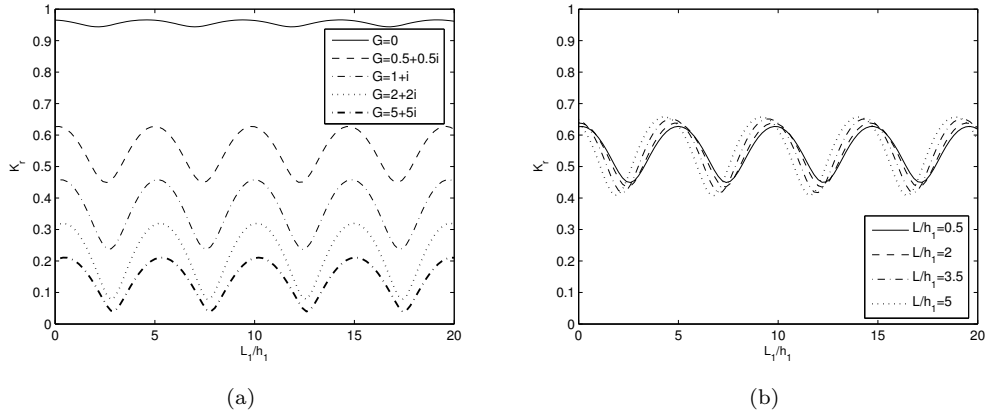 1
0.9
0.8
0.7
0.6
0.5
0.4
0.3
0.2
0.1
0
K_r
0 5 10 15 20
L_1/h_1
G=0
G=0.5+0.5i
G=1+i
G=2+2i
G=5+5i
(a)
1
0.9
0.8
0.7
0.6
0.5
0.4
0.3
0.2
0.1
0
K_r
0 5 10 15 20
L_1/h_1
L/h_1=0.5
L/h_1=2
L/h_1=3.5
L/h_1=5
(b)